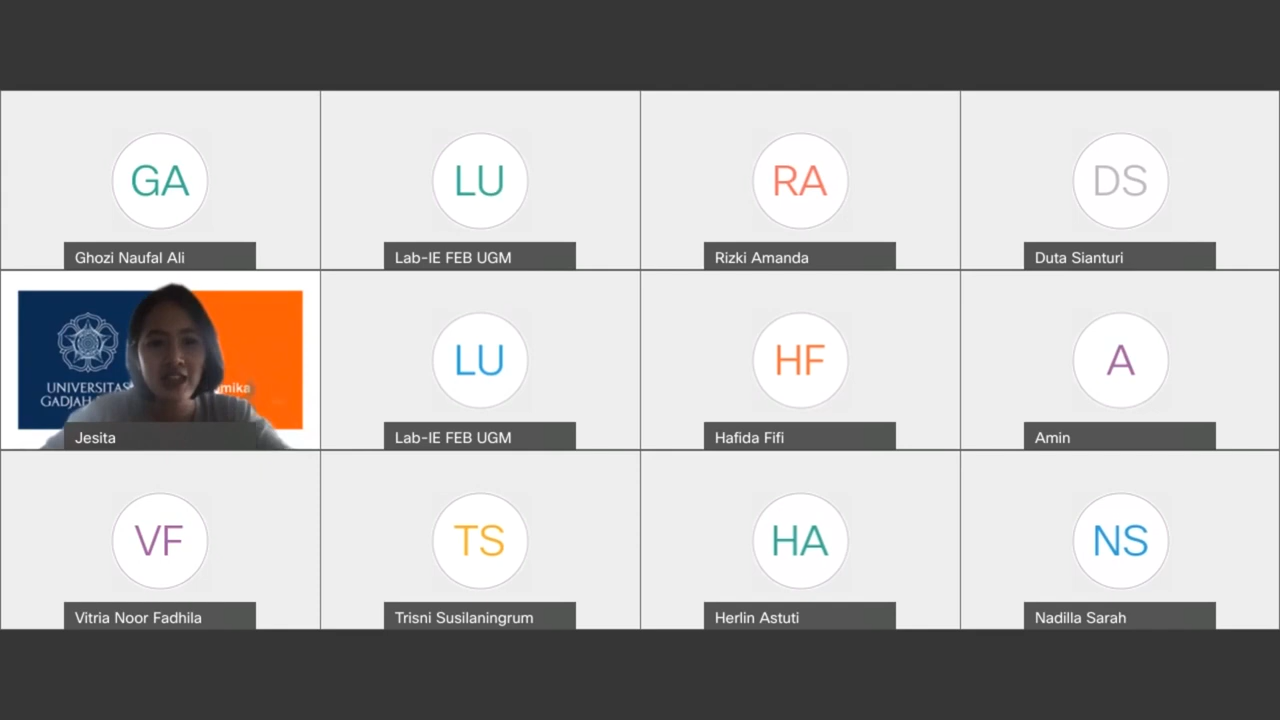 GA
Ghozi Naufal Ali
LU
Lab-IE FEB UGM
RA
Rizki Amanda
DS
Duta Sianturi
UNIVERSITAS
GADJAH
Jesita
LU
Lab-IE FEB UGM
HF
Hafida Fifi
A
Amin
VF
Vitria Noor Fadhila
TS
Trisni Susilaningrum
HA
Herlin Astuti
NS
Nadilla Sarah